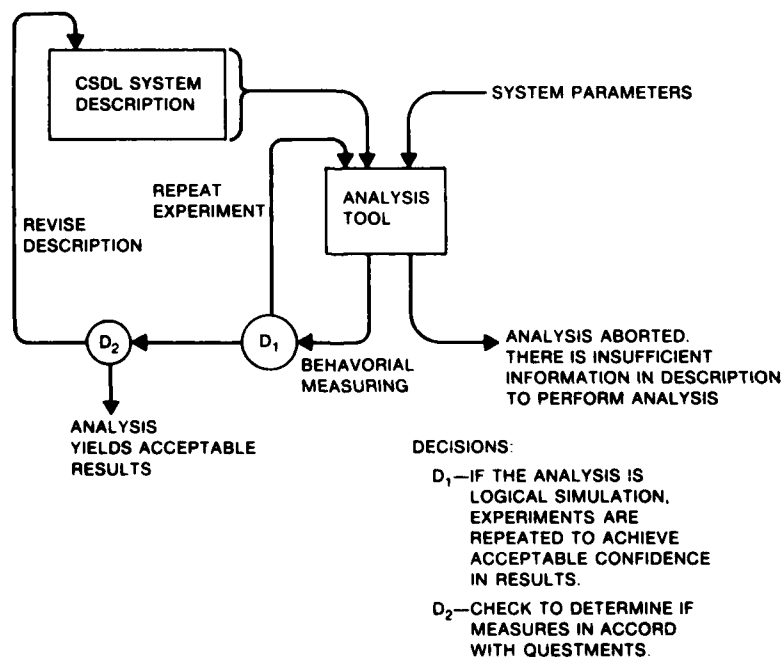 CSDL SYSTEM
DESCRIPTION
SYSTEM PARAMETERS
REPEAT
EXPERIMENT
ANALYSIS
TOOL
REVISE
DESCRIPTION
D₂
D₁
BEHAVORIAL
MEASURING
ANALYSIS ABORTED.
THERE IS INSUFFICIENT
INFORMATION IN DESCRIPTION
TO PERFORM ANALYSIS
ANALYSIS
YIELDS ACCEPTABLE
RESULTS
DECISIONS:
D₁—IF THE ANALYSIS IS
LOGICAL SIMULATION,
EXPERIMENTS ARE
REPEATED TO ACHIEVE
ACCEPTABLE CONFIDENCE
IN RESULTS.
D₂—CHECK TO DETERMINE IF
MEASURES IN ACCORD
WITH QUESTMENTS.